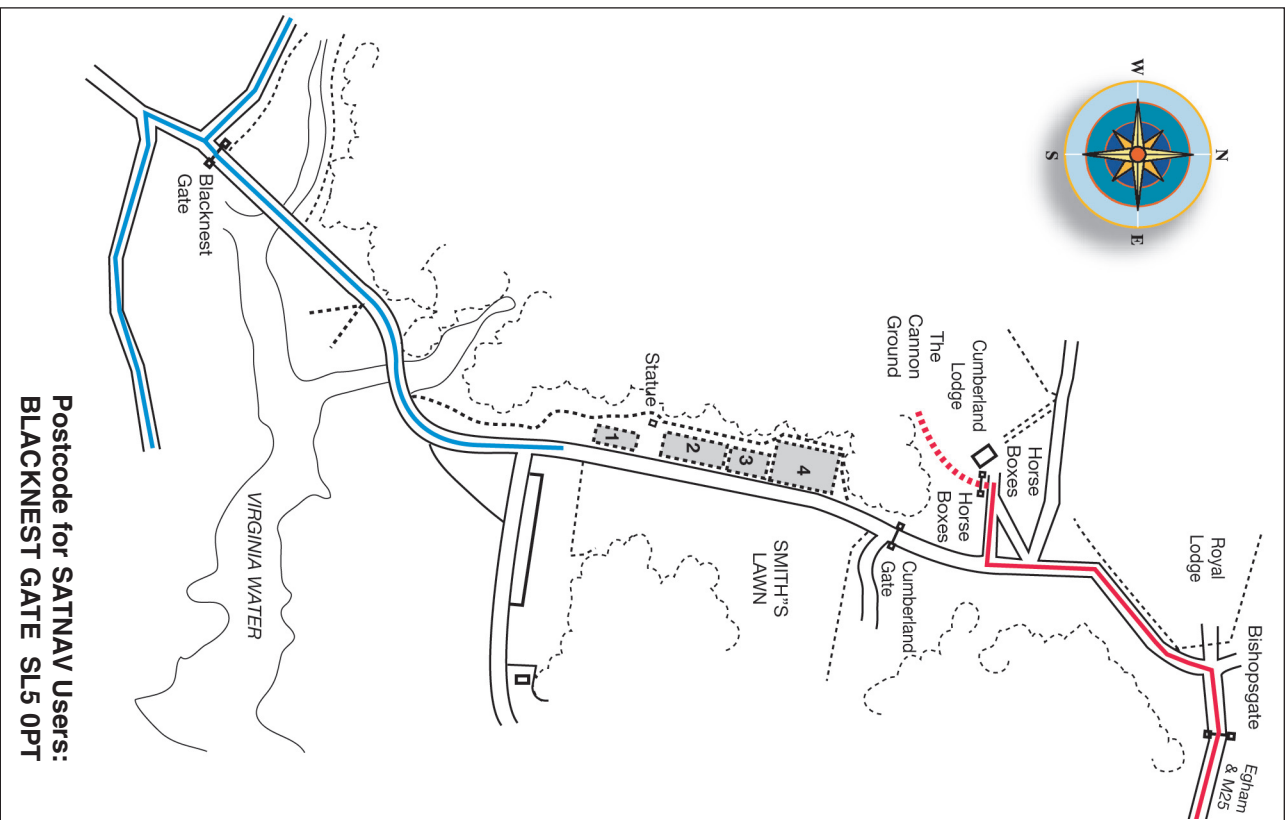 N
W
E
S
Royal
Lodge
Bishopsgate
Egham
& M25
Horse
Boxes
Cumberland
Lodge
Horse
Boxes
The
Cannon
Ground
Cumberland
Gate
SMITH"S
LAWN
4
3
2
1
Statue
Blacknest
Gate
VIRGINIA WATER
Postcode for SATNAV Users::
BLACKNEST GATE SL5 0PT